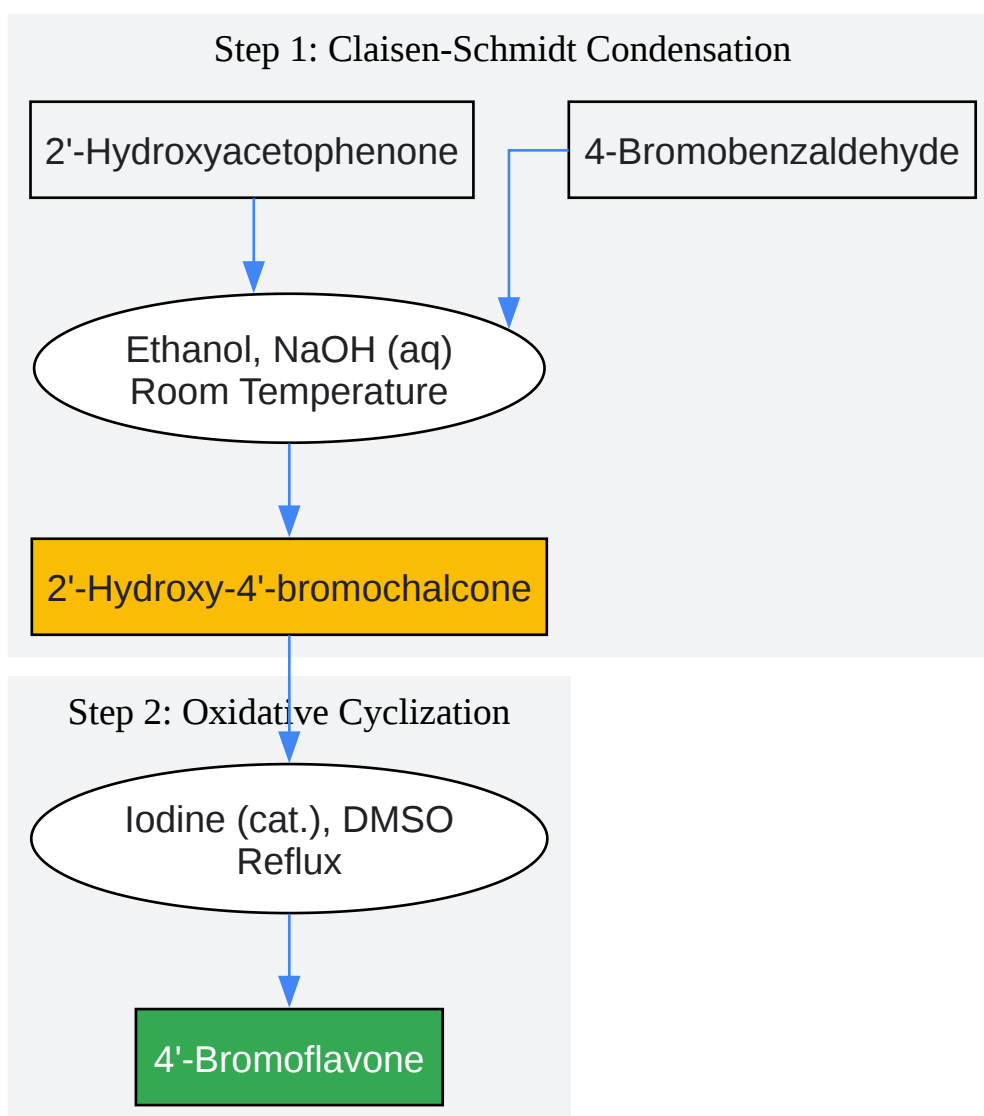 Step 1: Claisen-Schmidt Condensation
2'-Hydroxyacetophenone
4-Bromobenzaldehyde
Ethanol, NaOH (aq)
Room Temperature
2'-Hydroxy-4'-bromochalcone
Step 2: Oxidative Cyclization
Iodine (cat.), DMSO
Reflux
4'-Bromoflavone